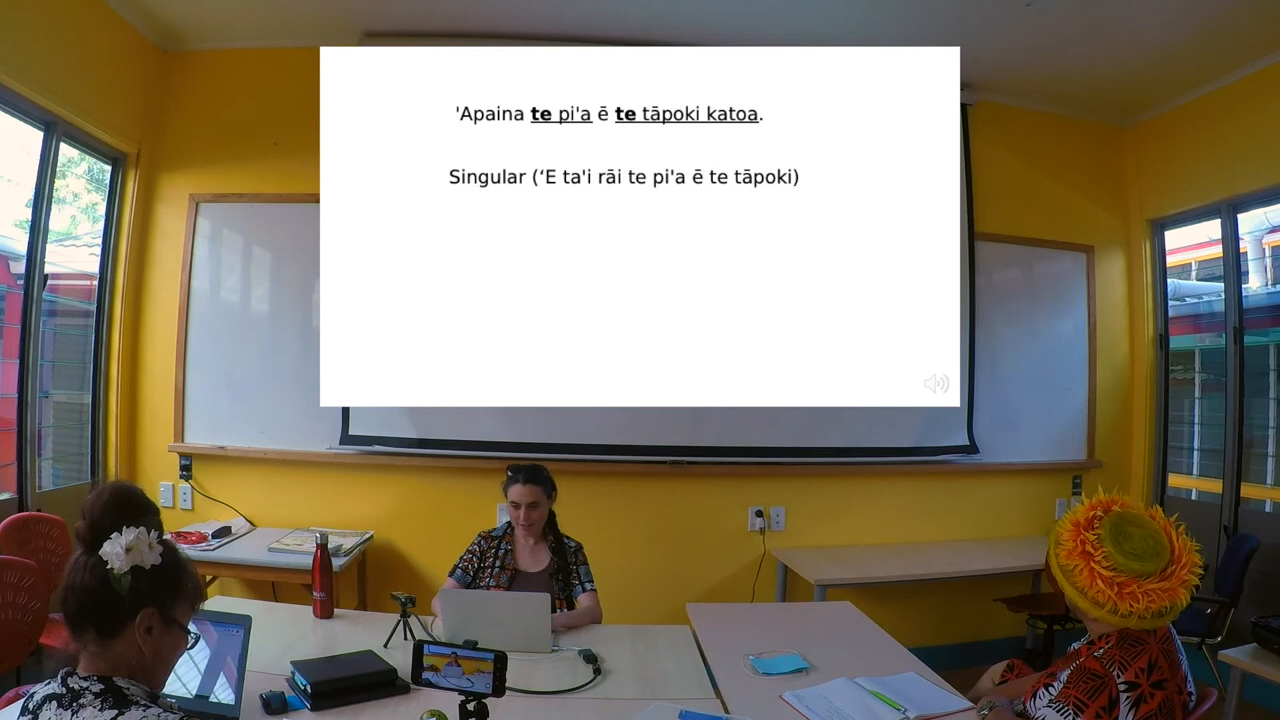 'Apaina te pi'a ē te tāpoki katoa.
Singular (‘E ta'i rāi te pi'a ē te tāpoki)